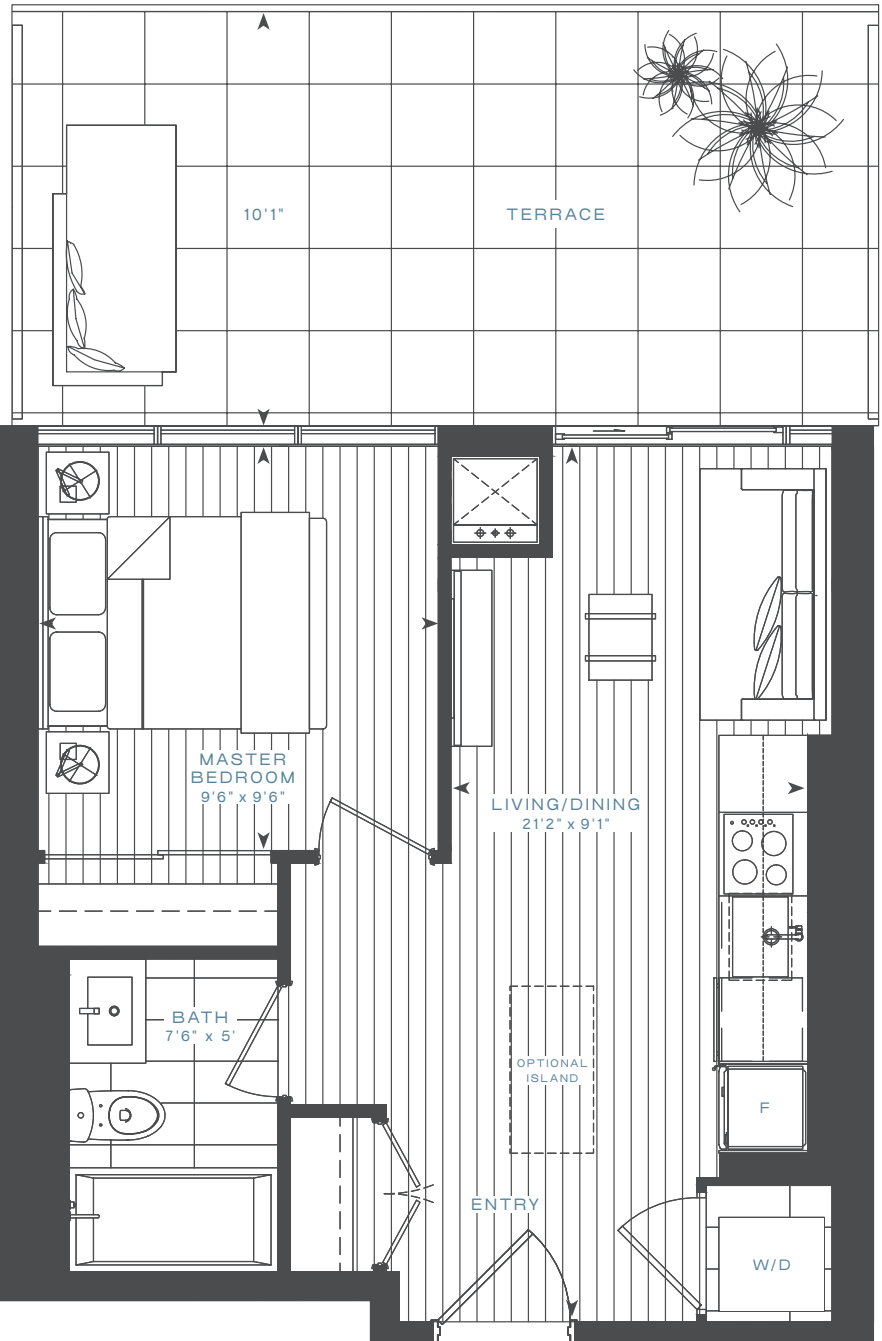 10'1"
TERRACE
MASTER
BEDROOM
9'6" x 9'6"
LIVING/DINING
21'2" x 9'1"
BATH
7'6" x 5'
OPTIONAL
ISLAND
F
ENTRY
W/D